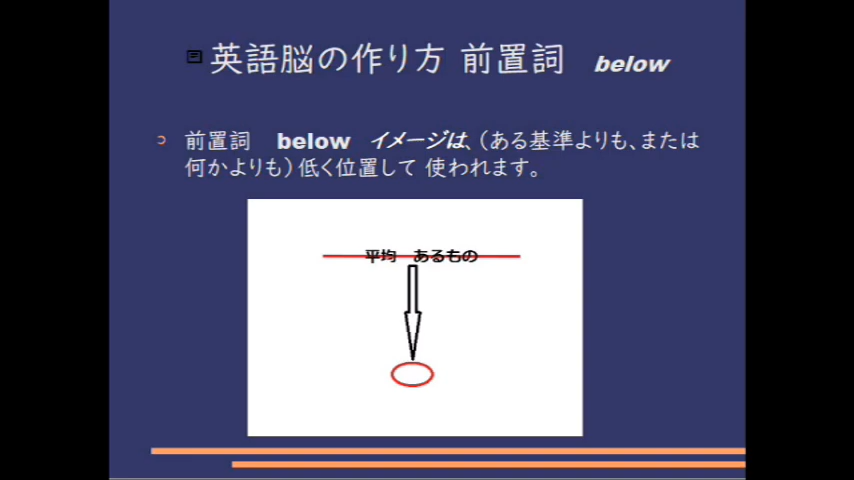 英語脳の作り方 前置詞 below
前置詞 below イメージは、（ある基準よりも、または
何かよりも）低く位置して 使われます。
平均 あるもの